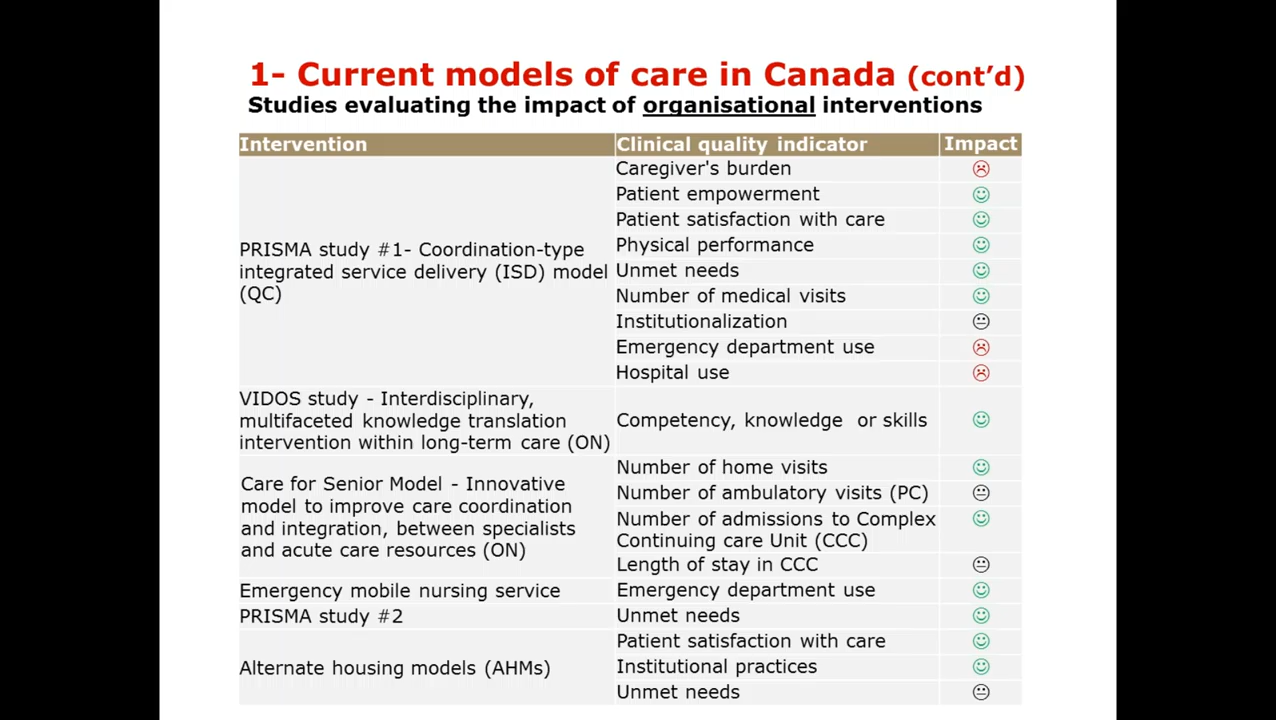 1- Current models of care in Canada (cont’d)
Studies evaluating the impact of organisational interventions
Intervention Clinical quality indicator Impact
PRISMA study #1- Coordination-type
integrated service delivery (ISD) model
(QC)
Caregiver's burden
Patient empowerment
Patient satisfaction with care
Physical performance
Unmet needs
Number of medical visits
Institutionalization
Emergency department use
Hospital use
VIDOS study - Interdisciplinary,
multifaceted knowledge translation
intervention within long-term care (ON)
Competency, knowledge or skills
Care for Senior Model - Innovative
model to improve care coordination
and integration, between specialists
and acute care resources (ON)
Number of home visits
Number of ambulatory visits (PC)
Number of admissions to Complex
Continuing care Unit (CCC)
Length of stay in CCC
Emergency mobile nursing service Emergency department use
PRISMA study #2 Unmet needs
Alternate housing models (AHMs)
Patient satisfaction with care
Institutional practices
Unmet needs